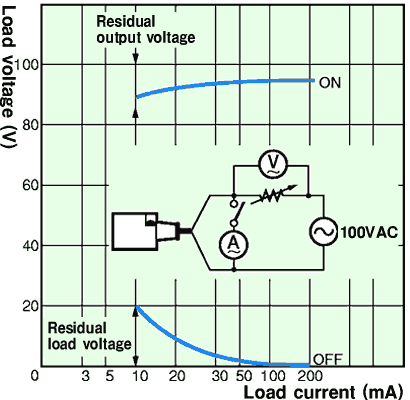 Load voltage (V)
Residual
output voltage
100
ON
80
60
V
A
100VAC
40
20
Residual
load voltage
OFF
0 3 5 10 20 30 50 100 200
Load current (mA)